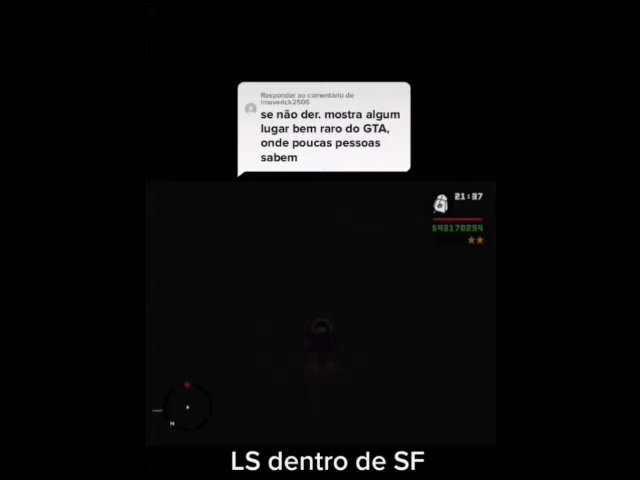 Responder ao comentário de
imaverick2506
se não der. mostra algum
lugar bem raro do GTA,
onde poucas pessoas
sabem
21:37
N
LS dentro de SF